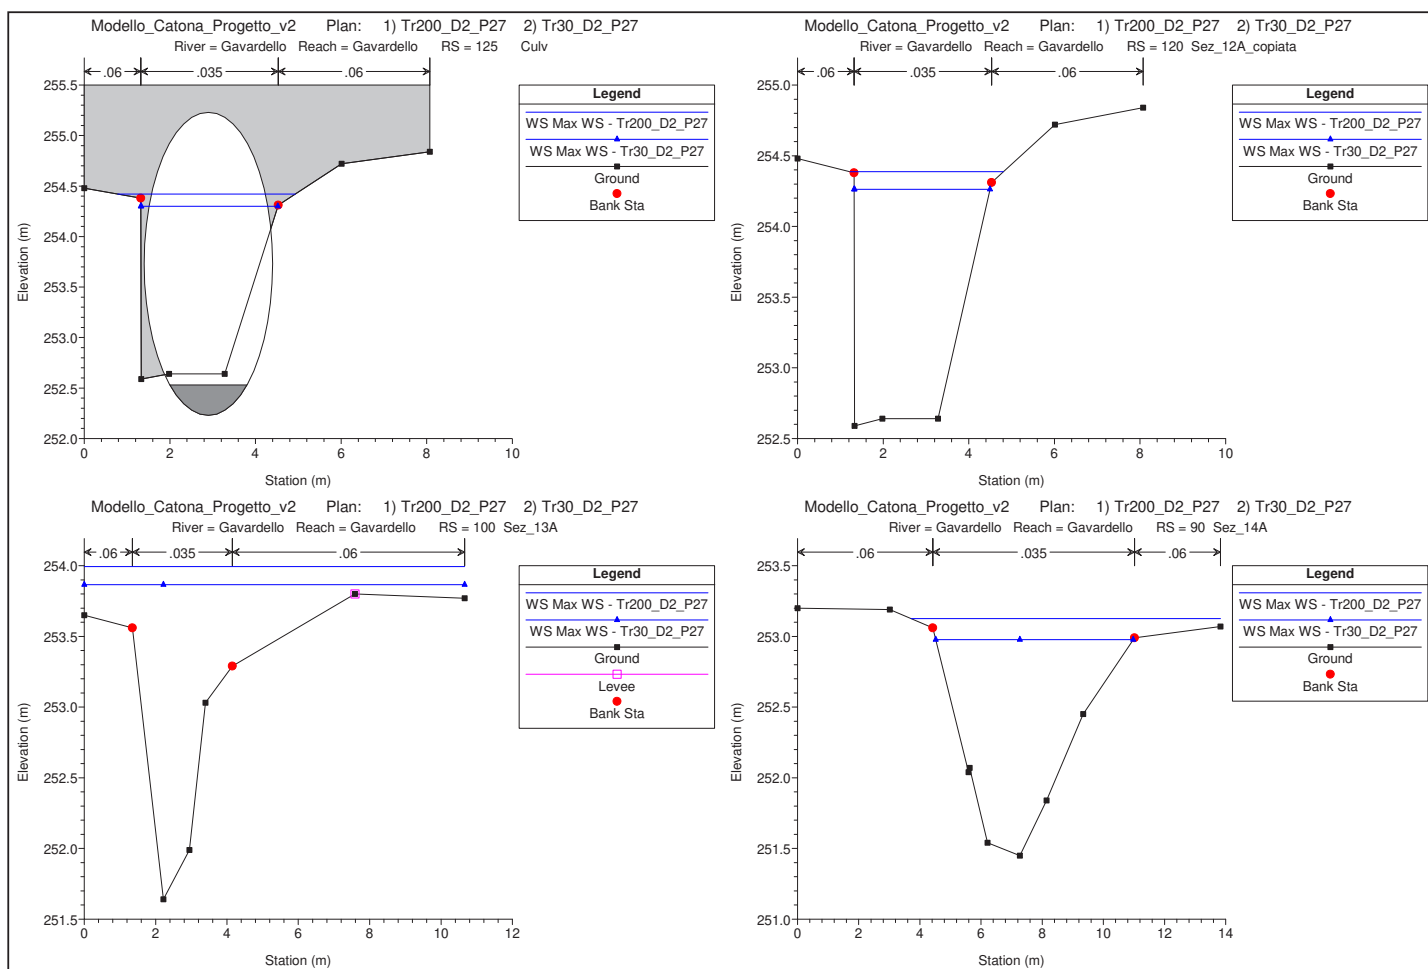 Modello_Catona_Progetto_v2 Plan: 1) Tr200_D2_P27 2) Tr30_D2_P27
River = Gavardello Reach = Gavardello RS = 125 Culv
.06 .035 .06
255.5
255.0
254.5
254.0
253.5
253.0
252.5
252.0
0 2 4 6 8 10
Station (m)
Elevation (m)
Legend
WS Max WS - Tr200_D2_P27
WS Max WS - Tr30_D2_P27
Ground
Bank Sta
Modello_Catona_Progetto_v2 Plan: 1) Tr200_D2_P27 2) Tr30_D2_P27
River = Gavardello Reach = Gavardello RS = 120 Sez_12A_copiata
.06 .035 .06
255.0
254.5
254.0
253.5
253.0
252.5
0 2 4 6 8 10
Station (m)
Elevation (m)
Legend
WS Max WS - Tr200_D2_P27
WS Max WS - Tr30_D2_P27
Ground
Bank Sta
Modello_Catona_Progetto_v2 Plan: 1) Tr200_D2_P27 2) Tr30_D2_P27
River = Gavardello Reach = Gavardello RS = 100 Sez_13A
.06 .035 .06
254.0
253.5
253.0
252.5
252.0
251.5
0 2 4 6 8 10 12
Station (m)
Elevation (m)
Legend
WS Max WS - Tr200_D2_P27
WS Max WS - Tr30_D2_P27
Ground
Levee
Bank Sta
Modello_Catona_Progetto_v2 Plan: 1) Tr200_D2_P27 2) Tr30_D2_P27
River = Gavardello Reach = Gavardello RS = 90 Sez_14A
.06 .035 .06
253.5
253.0
252.5
252.0
251.5
251.0
0 2 4 6 8 10 12 14
Station (m)
Elevation (m)
Legend
WS Max WS - Tr200_D2_P27
WS Max WS - Tr30_D2_P27
Ground
Bank Sta